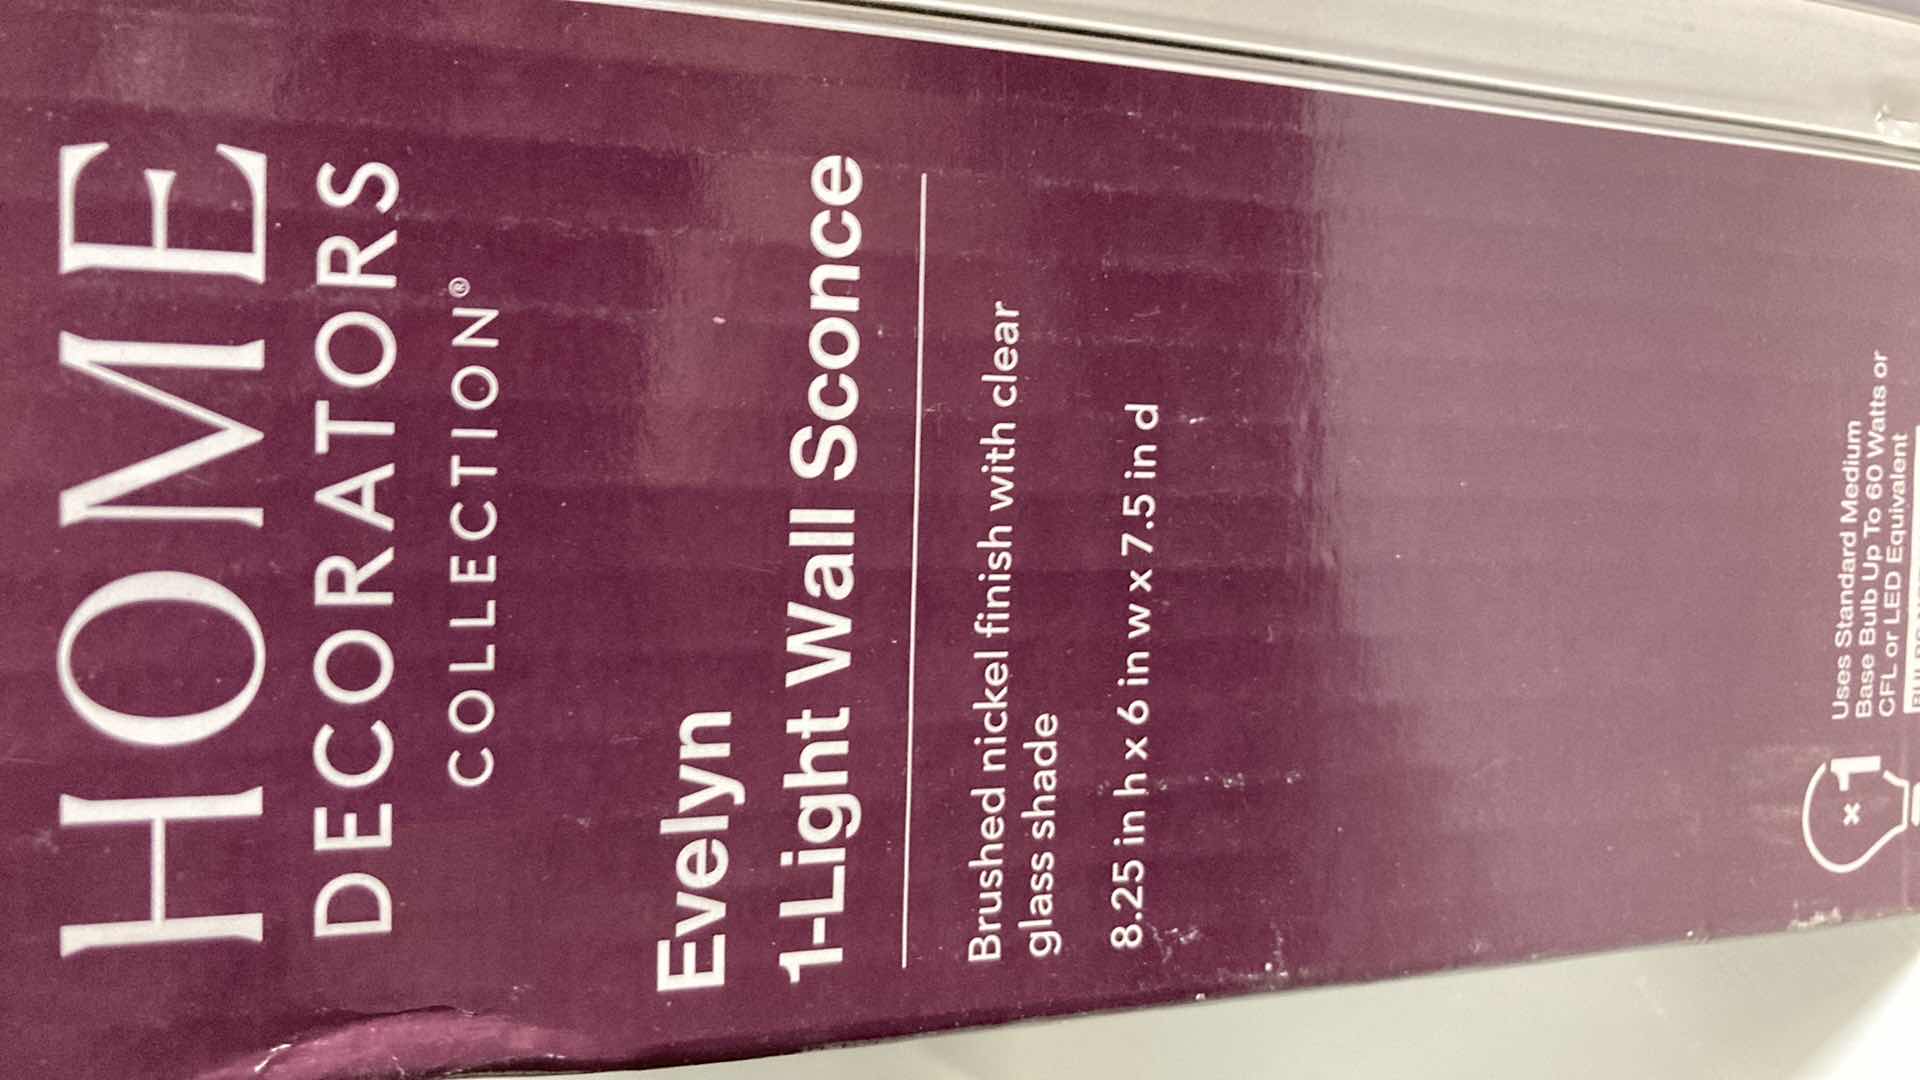 HOME
DECORATORS
COLLECTION®
Evelyn
1-Light Wall Sconce
Brushed nickel finish with clear
glass shade
8.25 in h x 6 in w x 7.5 in d
x 1
Uses Standard Medium
Base Bulb Up To 60 Watts or
CFL or LED Equivalent